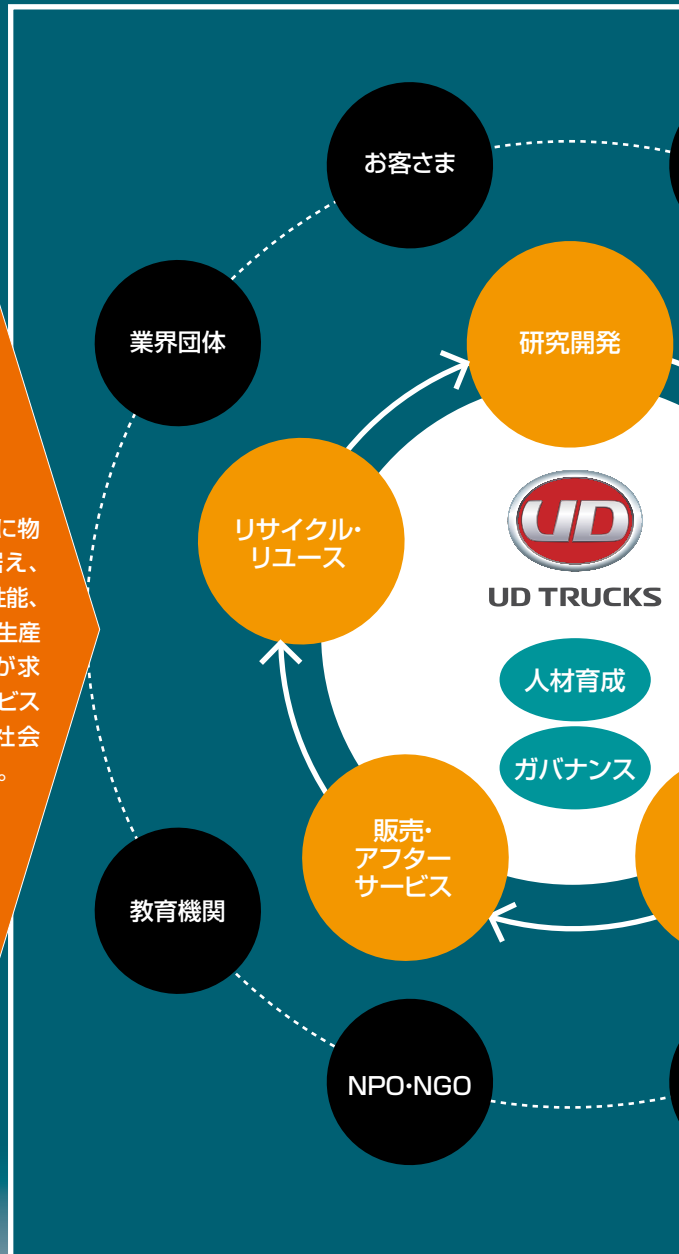 お客さま
業界団体
研究開発
リサイクル・
リユース
UD
UD TRUCKS
人材育成
ガバナンス
に物
え、
性能、
生産
が求
ビス
社会
。
販売・
アフター
サービス
教育機関
NPO・NGO